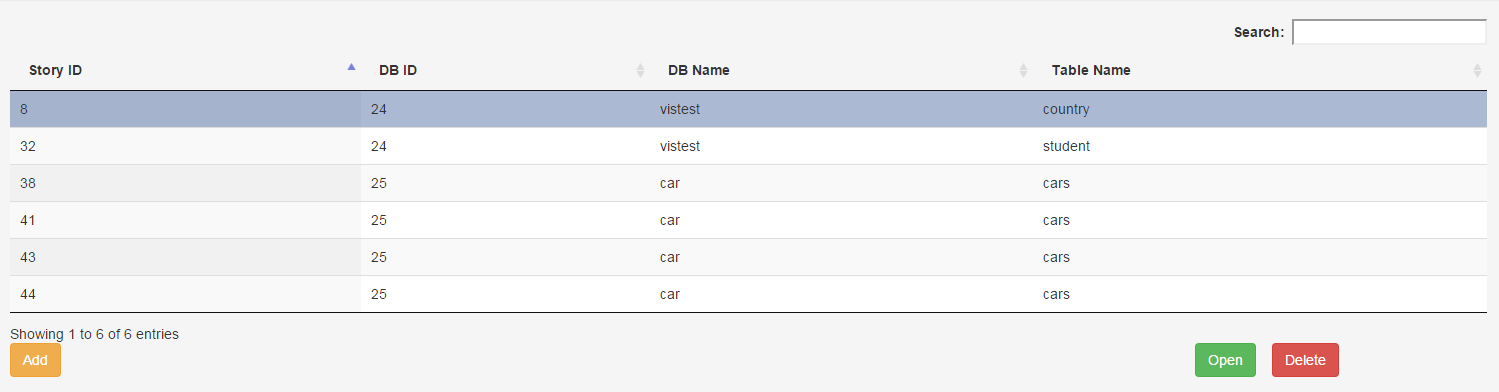 Search:
Story ID DB ID DB Name Table Name
8 24 vistest country
32 24 vistest student
38 25 car cars
41 25 car cars
43 25 car cars
44 25 car cars
Showing 1 to 6 of 6 entries
Add Open Delete